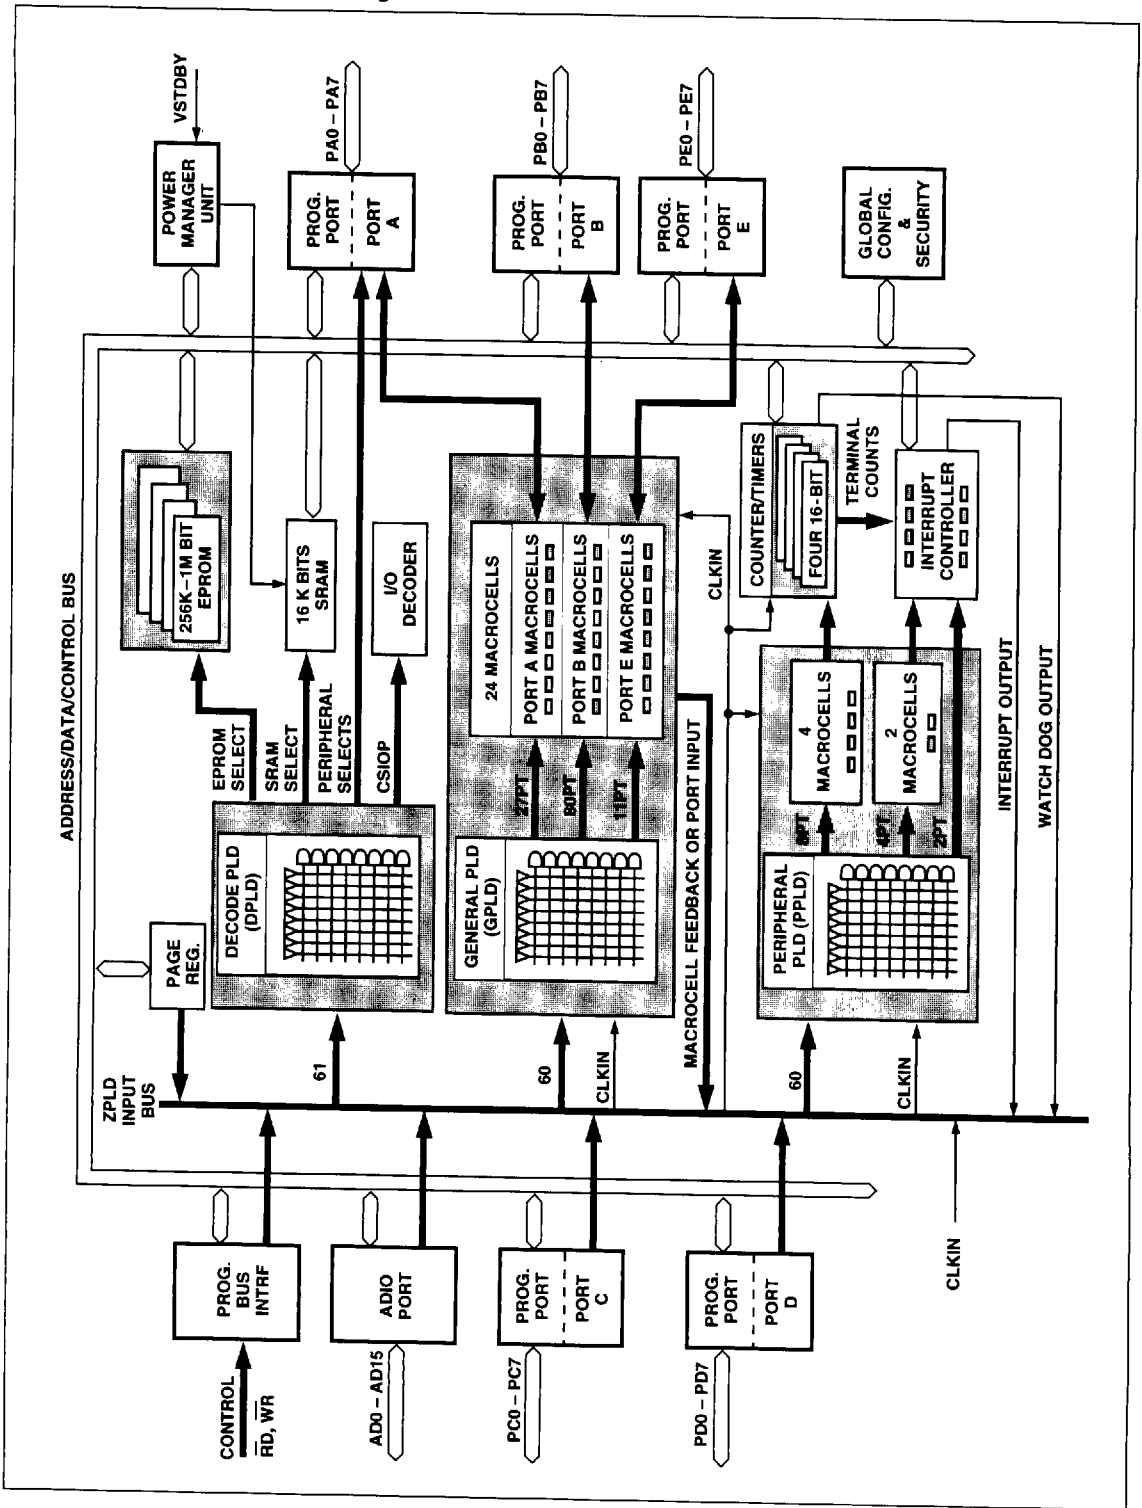 ADDRESS/DATA/CONTROL BUS
CONTROL
RD, WR
PROG.
BUS
INTRF
AD0 – AD15
ADIO
PORT
PC0 – PC7
PROG.
PORT
PORT
C
PD0 – PD7
PROG.
PORT
PORT
D
CLKIN
ZPLD
INPUT
BUS
PAGE
REG.
61
60
CLKIN
60
CLKIN
DECODE PLD
(DPLD)
EPROM
SELECT
SRAM
SELECT
PERIPHERAL
SELECTS
CSIOP
GENERAL PLD
(GPLD)
27PT
80PT
11PT
MACROCELL FEEDBACK OR PORT INPUT
PERIPHERAL
PLD (PPLD)
8PT
4PT
2PT
256K – 1M BIT
EPROM
16 K BITS
SRAM
I/O
DECODER
24 MACROCELLS
PORT A MACROCELLS
PORT B MACROCELLS
PORT E MACROCELLS
CLKIN
4
MACROCELLS
2
MACROCELLS
COUNTER/TIMERS
FOUR 16-BIT
TERMINAL
COUNTS
INTERRUPT
CONTROLLER
INTERRUPT OUTPUT
WATCH DOG OUTPUT
VSTDBY
POWER
MANAGER
UNIT
PA0 – PA7
PROG.
PORT
PORT
A
PB0 – PB7
PROG.
PORT
PORT
B
PE0 – PE7
PROG.
PORT
PORT
E
GLOBAL
CONFIG.
&
SECURITY